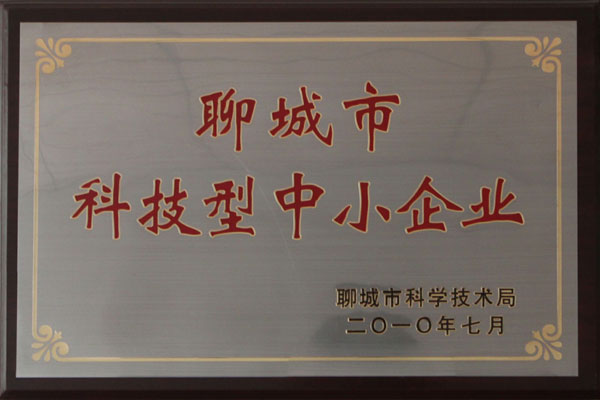 聊城市
科技型中小企业
聊城市科学技术局
二〇一〇年七月